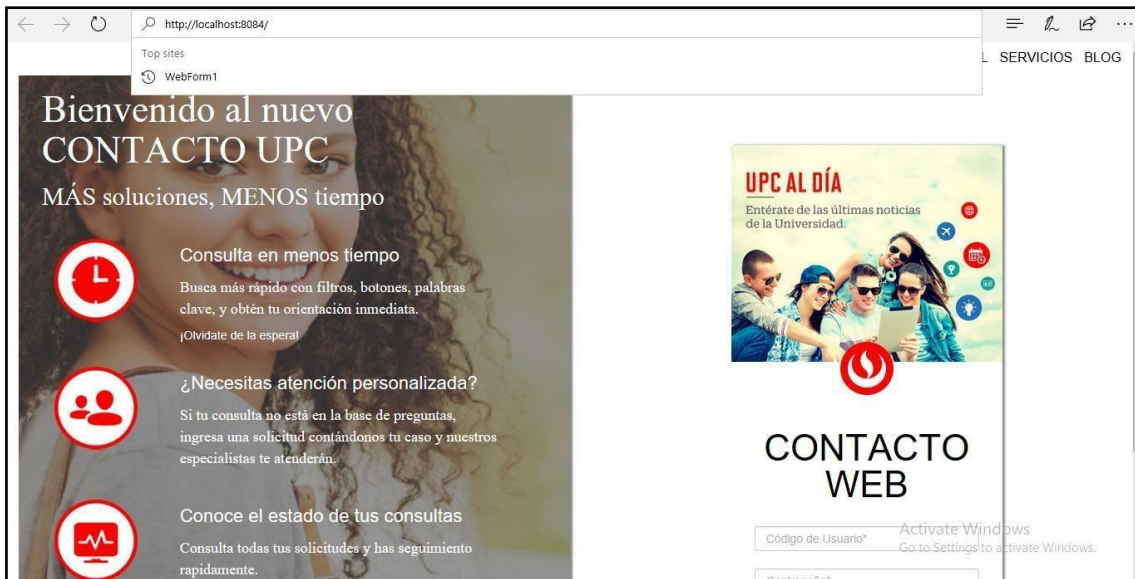 http://localhost:8084/
Top sites
WebForm1
SERVICIOS BLOG
Bienvenido al nuevo
CONTACTO UPC
MÁS soluciones, MENOS tiempo
Consulta en menos tiempo
Busca más rápido con filtros, botones, palabras
clave, y obtén tu orientación inmediata.
¡Olvidate de la espera!
¿Necesitas atención personalizada?
Si tu consulta no está en la base de preguntas,
ingresa una solicitud contándonos tu caso y nuestros
especialistas te atenderán.
Conoce el estado de tus consultas
Consulta todas tus solicitudes y has seguimiento
rapidamente.
UPC AL DÍA
Entérate de las últimas noticias
de la Universidad.
CONTACTO
WEB
Código de Usuario*
Activate Windows
Go to Settings to activate Windows.